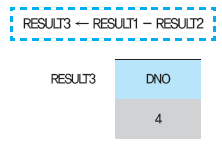 RESULT3 ← RESULT1 − RESULT2
RESULT3 DNO
4